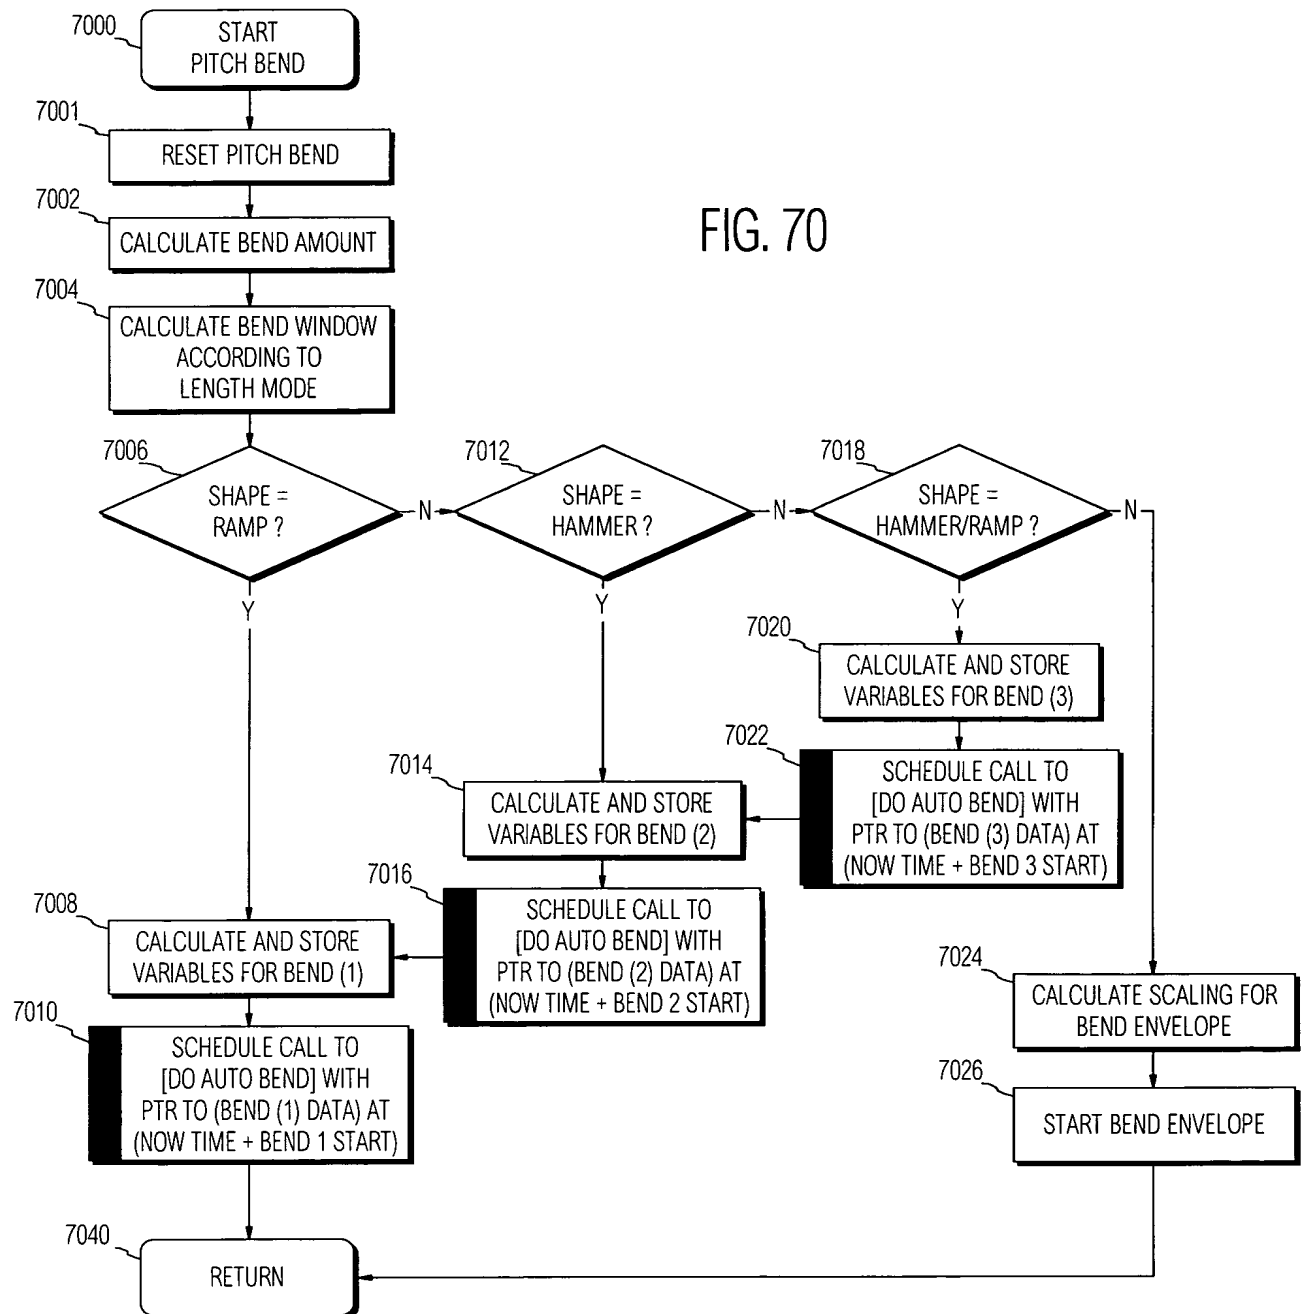 7000
START
PITCH BEND
7001
RESET PITCH BEND
7002
CALCULATE BEND AMOUNT
FIG. 70
7004
CALCULATE BEND WINDOW
ACCORDING TO
LENGTH MODE
7006
SHAPE =
RAMP ?
N
Y
7012
SHAPE =
HAMMER ?
N
Y
7018
SHAPE =
HAMMER/RAMP ?
N
Y
7020
CALCULATE AND STORE
VARIABLES FOR BEND (3)
7022
SCHEDULE CALL TO
[DO AUTO BEND] WITH
PTR TO (BEND (3) DATA) AT
(NOW TIME + BEND 3 START)
7014
CALCULATE AND STORE
VARIABLES FOR BEND (2)
7016
SCHEDULE CALL TO
[DO AUTO BEND] WITH
PTR TO (BEND (2) DATA) AT
(NOW TIME + BEND 2 START)
7008
CALCULATE AND STORE
VARIABLES FOR BEND (1)
7010
SCHEDULE CALL TO
[DO AUTO BEND] WITH
PTR TO (BEND (1) DATA) AT
(NOW TIME + BEND 1 START)
7024
CALCULATE SCALING FOR
BEND ENVELOPE
7026
START BEND ENVELOPE
7040
RETURN